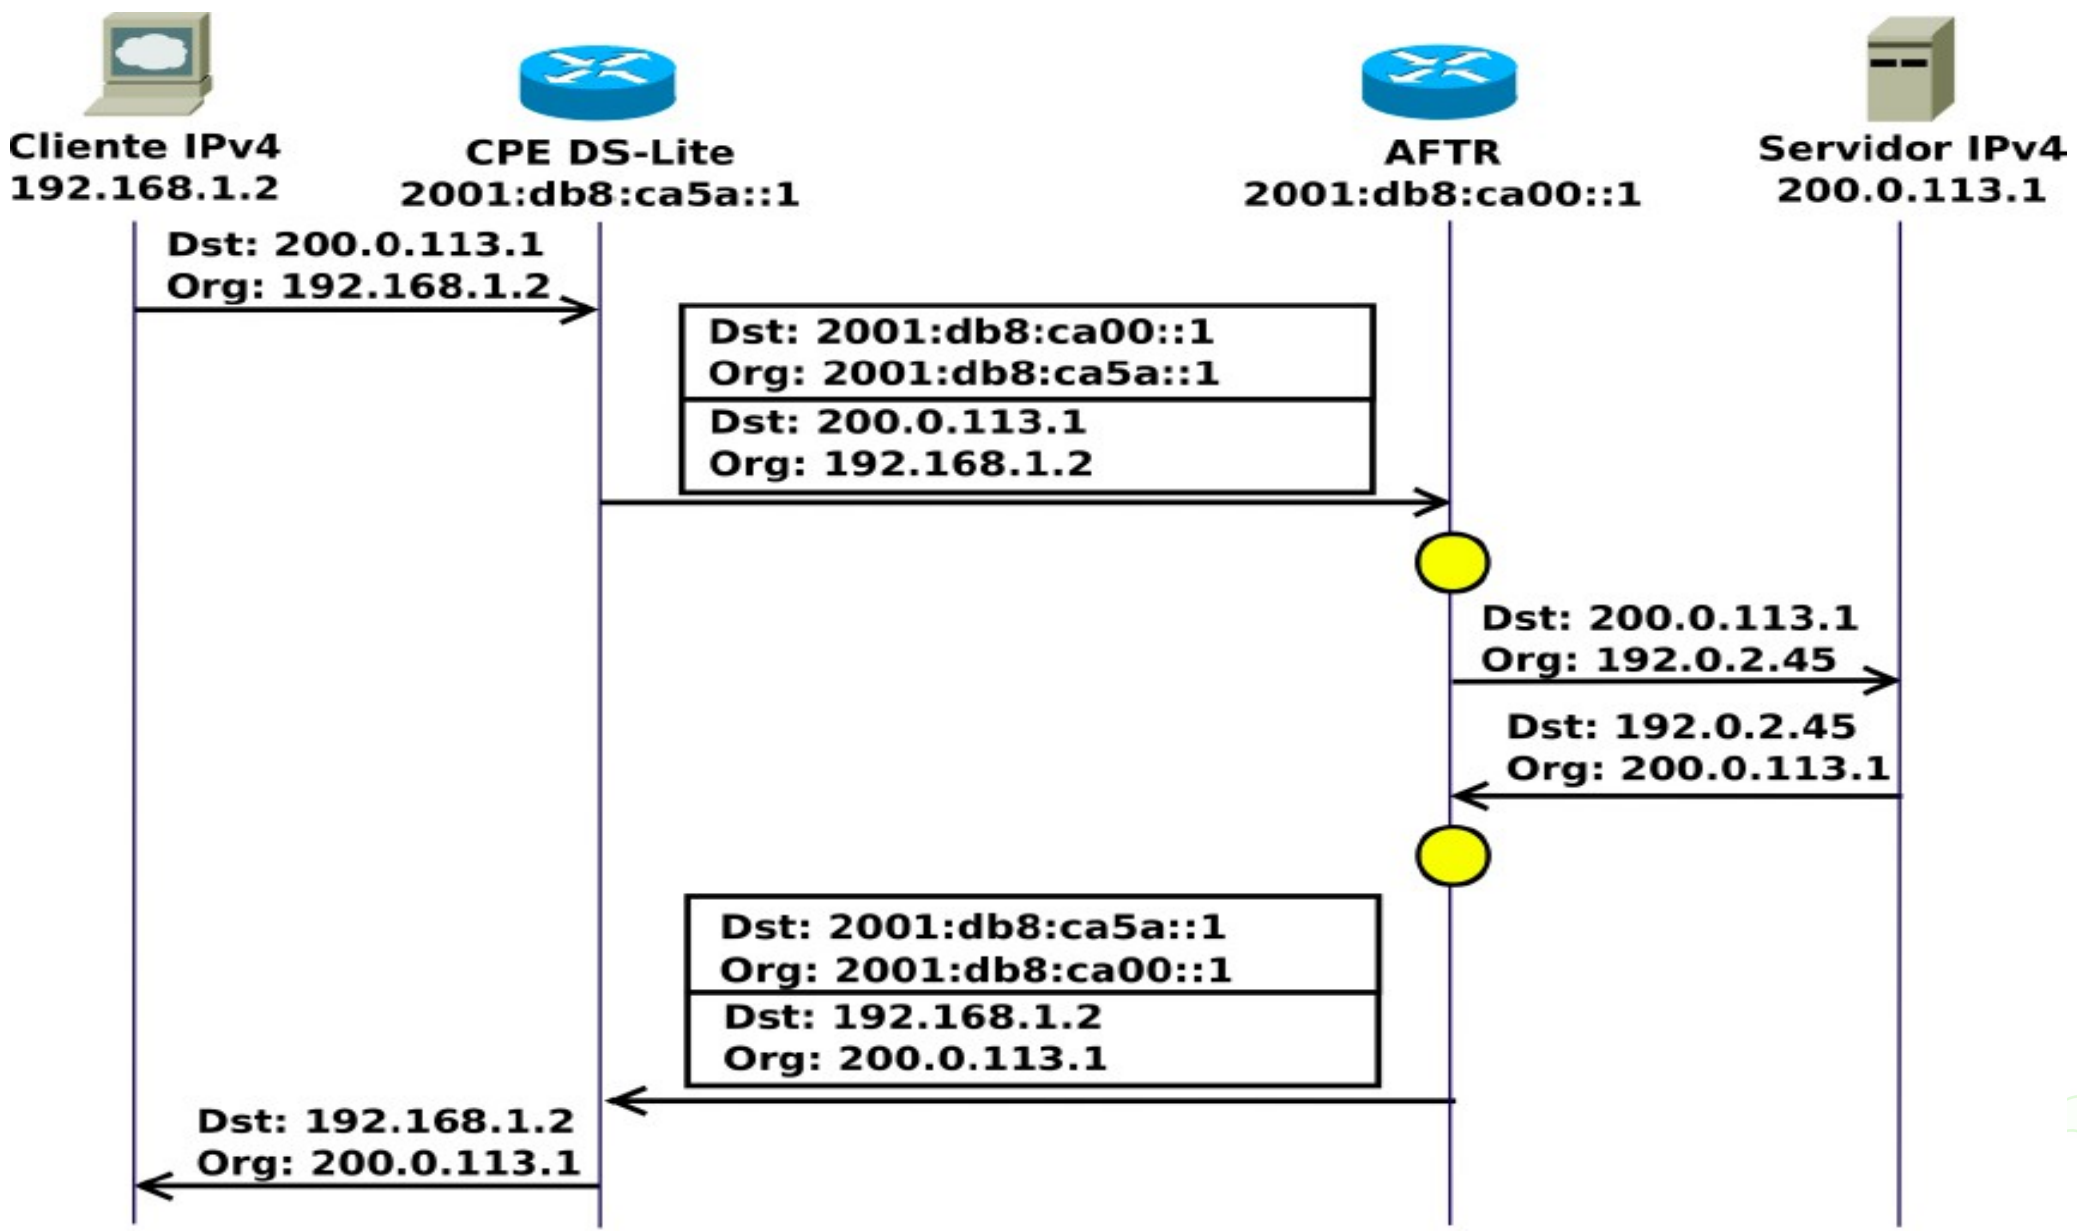 Cliente IPv4
192.168.1.2
CPE DS-Lite
2001:db8:ca5a::1
AFTR
2001:db8:ca00::1
Servidor IPv4
200.0.113.1
Dst: 200.0.113.1
Org: 192.168.1.2
Dst: 2001:db8:ca00::1
Org: 2001:db8:ca5a::1
Dst: 200.0.113.1
Org: 192.168.1.2
Dst: 200.0.113.1
Org: 192.0.2.45
Dst: 192.0.2.45
Org: 200.0.113.1
Dst: 2001:db8:ca5a::1
Org: 2001:db8:ca00::1
Dst: 192.168.1.2
Org: 200.0.113.1
Dst: 192.168.1.2
Org: 200.0.113.1